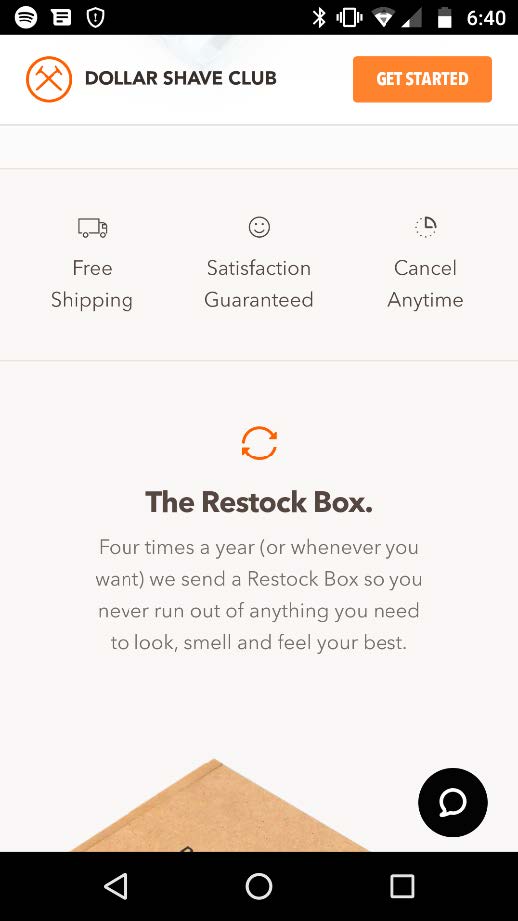 6:40
DOLLAR SHAVE CLUB
GET STARTED
Free
Shipping
Satisfaction
Guaranteed
Cancel
Anytime
The Restock Box.
Four times a year (or whenever you
want) we send a Restock Box so you
never run out of anything you need
to look, smell and feel your best.